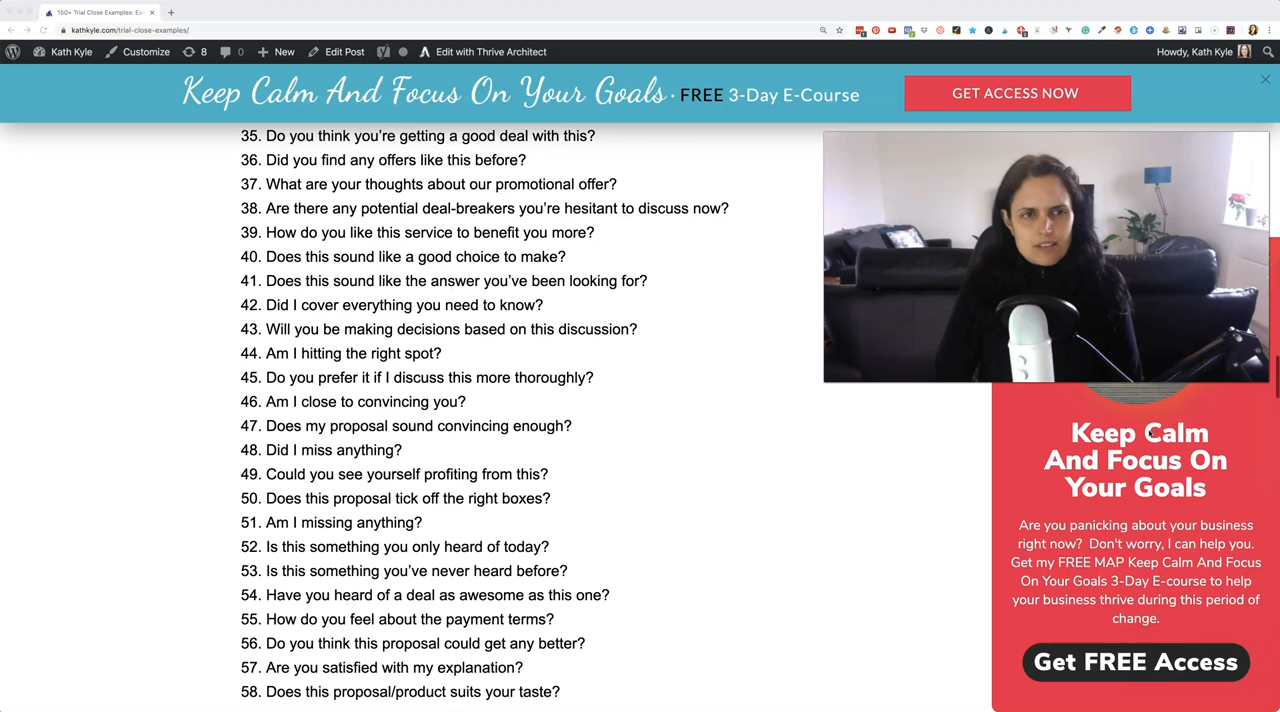 150+ Trial Close Examples: Ea
kathkyle.com/trial-close-examples/
Kath Kyle
Customize
8
0
New
Edit Post
Edit with Thrive Architect
Howdy, Kath Kyle
Keep Calm And Focus On Your Goals · FREE 3-Day E-Course
GET ACCESS NOW
35. Do you think you’re getting a good deal with this?
36. Did you find any offers like this before?
37. What are your thoughts about our promotional offer?
38. Are there any potential deal-breakers you’re hesitant to discuss now?
39. How do you like this service to benefit you more?
40. Does this sound like a good choice to make?
41. Does this sound like the answer you’ve been looking for?
42. Did I cover everything you need to know?
43. Will you be making decisions based on this discussion?
44. Am I hitting the right spot?
45. Do you prefer it if I discuss this more thoroughly?
46. Am I close to convincing you?
47. Does my proposal sound convincing enough?
48. Did I miss anything?
49. Could you see yourself profiting from this?
50. Does this proposal tick off the right boxes?
51. Am I missing anything?
52. Is this something you only heard of today?
53. Is this something you’ve never heard before?
54. Have you heard of a deal as awesome as this one?
55. How do you feel about the payment terms?
56. Do you think this proposal could get any better?
57. Are you satisfied with my explanation?
58. Does this proposal/product suits your taste?
Keep Calm
And Focus On
Your Goals
Are you panicking about your business
right now? Don't worry, I can help you.
Get my FREE MAP Keep Calm And Focus
On Your Goals 3-Day E-course to help
your business thrive during this period of
change.
Get FREE Access